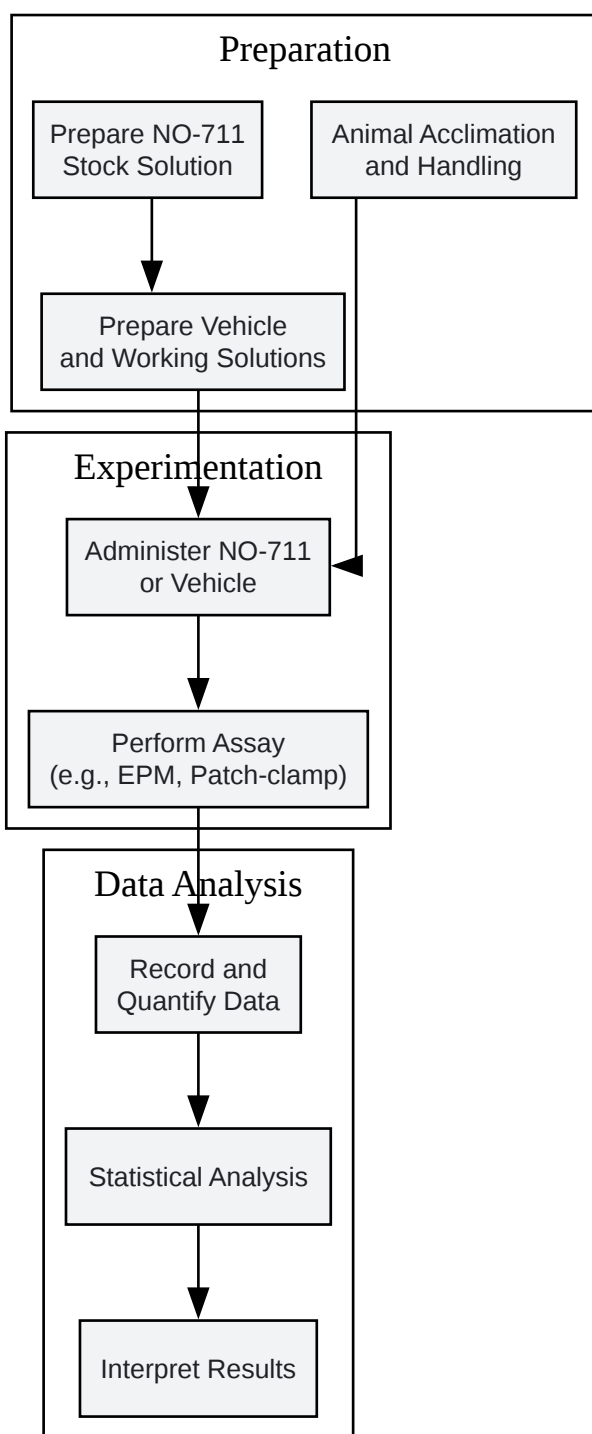 Preparation
Prepare NO-711
Stock Solution
Animal Acclimation
and Handling
Prepare Vehicle
and Working Solutions
Experimentation
Administer NO-711
or Vehicle
Perform Assay
(e.g., EPM, Patch-clamp)
Data Analysis
Record and
Quantify Data
Statistical Analysis
Interpret Results